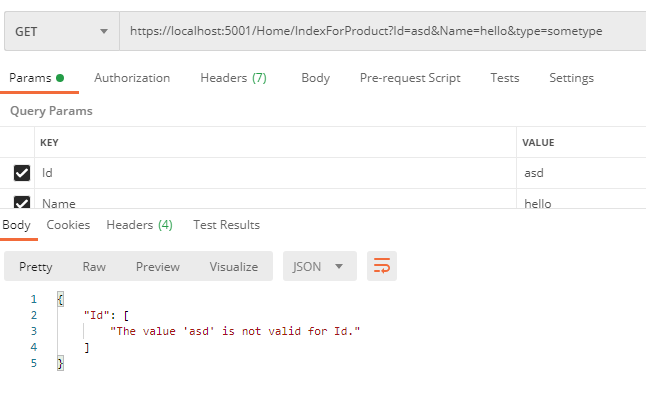 GET https://localhost:5001/Home/IndexForProduct?Id=asd&Name=hello&type=sometype
Params Authorization Headers (7) Body Pre-request Script Tests Settings
Query Params
KEY VALUE
Id asd
Name hello
Body Cookies Headers (4) Test Results
Pretty Raw Preview Visualize JSON
1 {
2 "Id": [
3 "The value 'asd' is not valid for Id."
4 ]
5 }